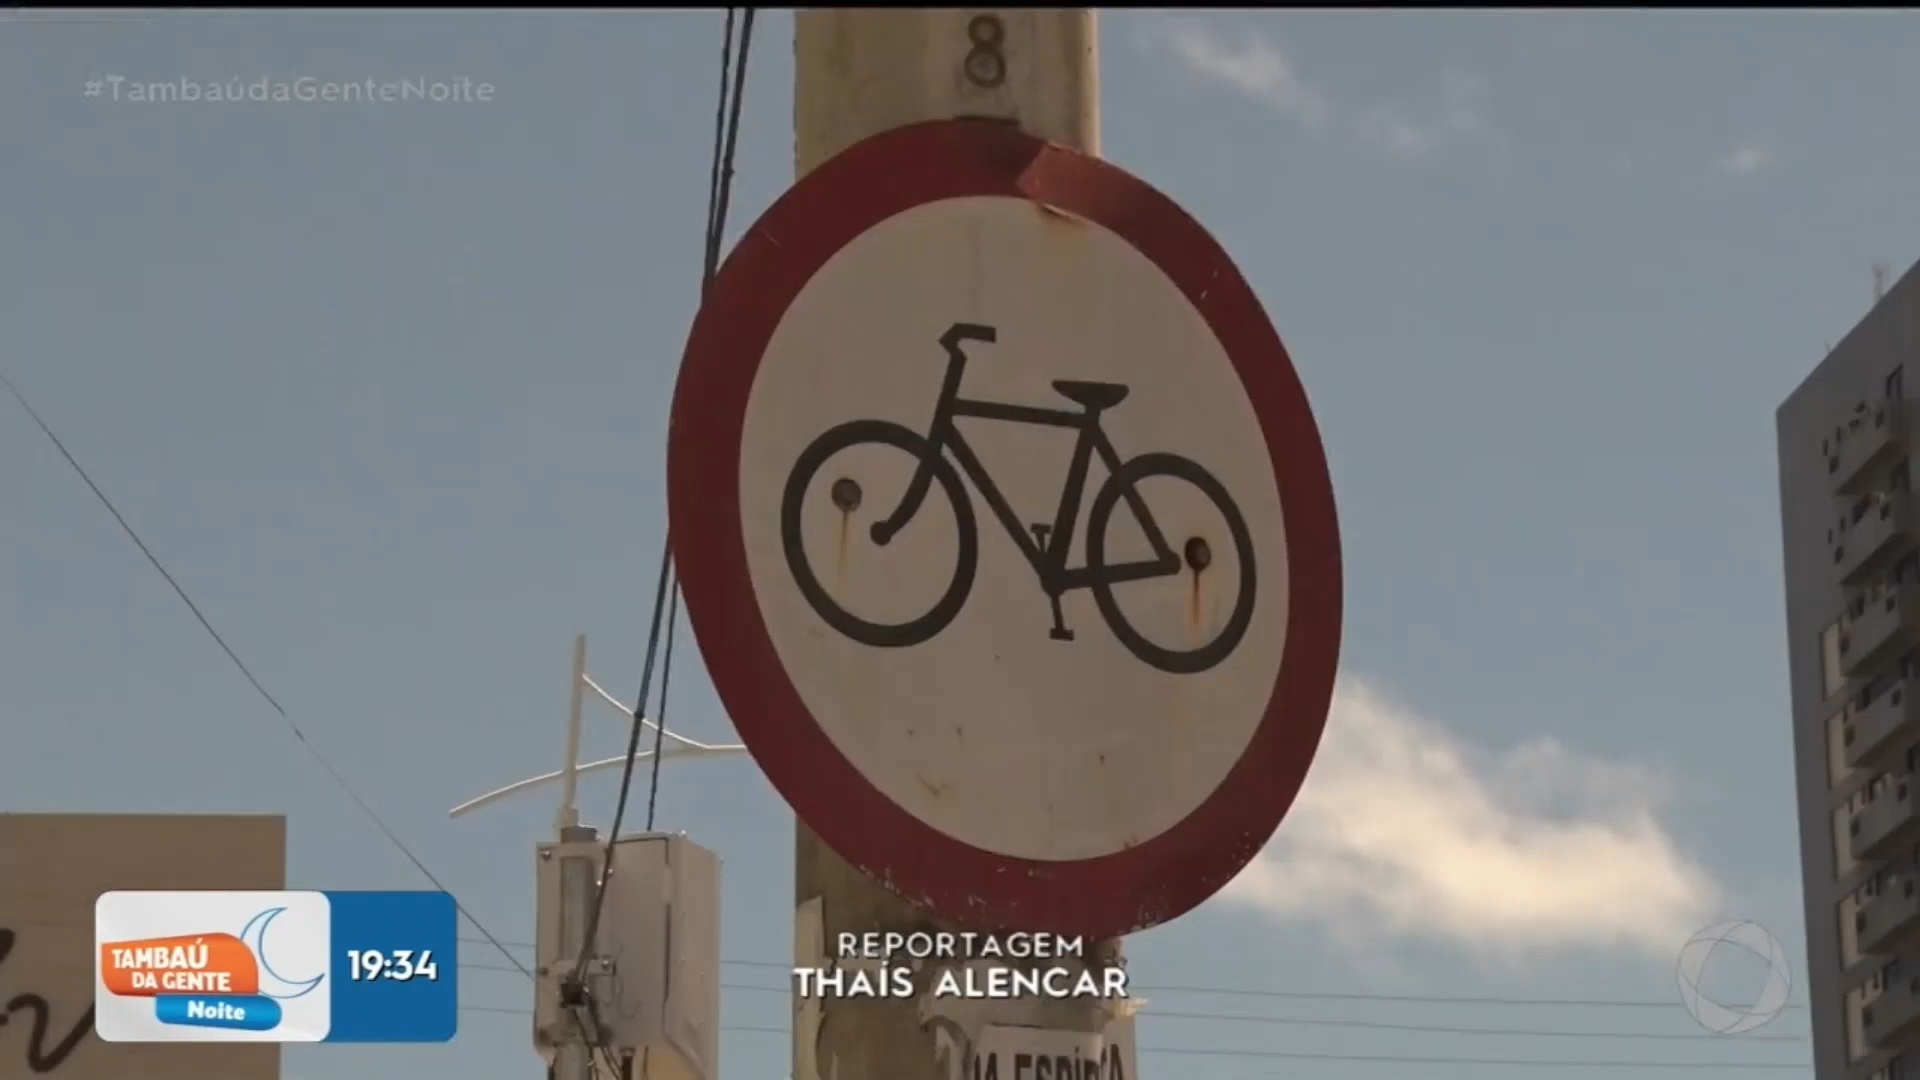 8
#TambaúdaGenteNoite
REPORTAGEM
THAÍS ALENCAR
TAMBAÚ
DA GENTE
Noite
19:34